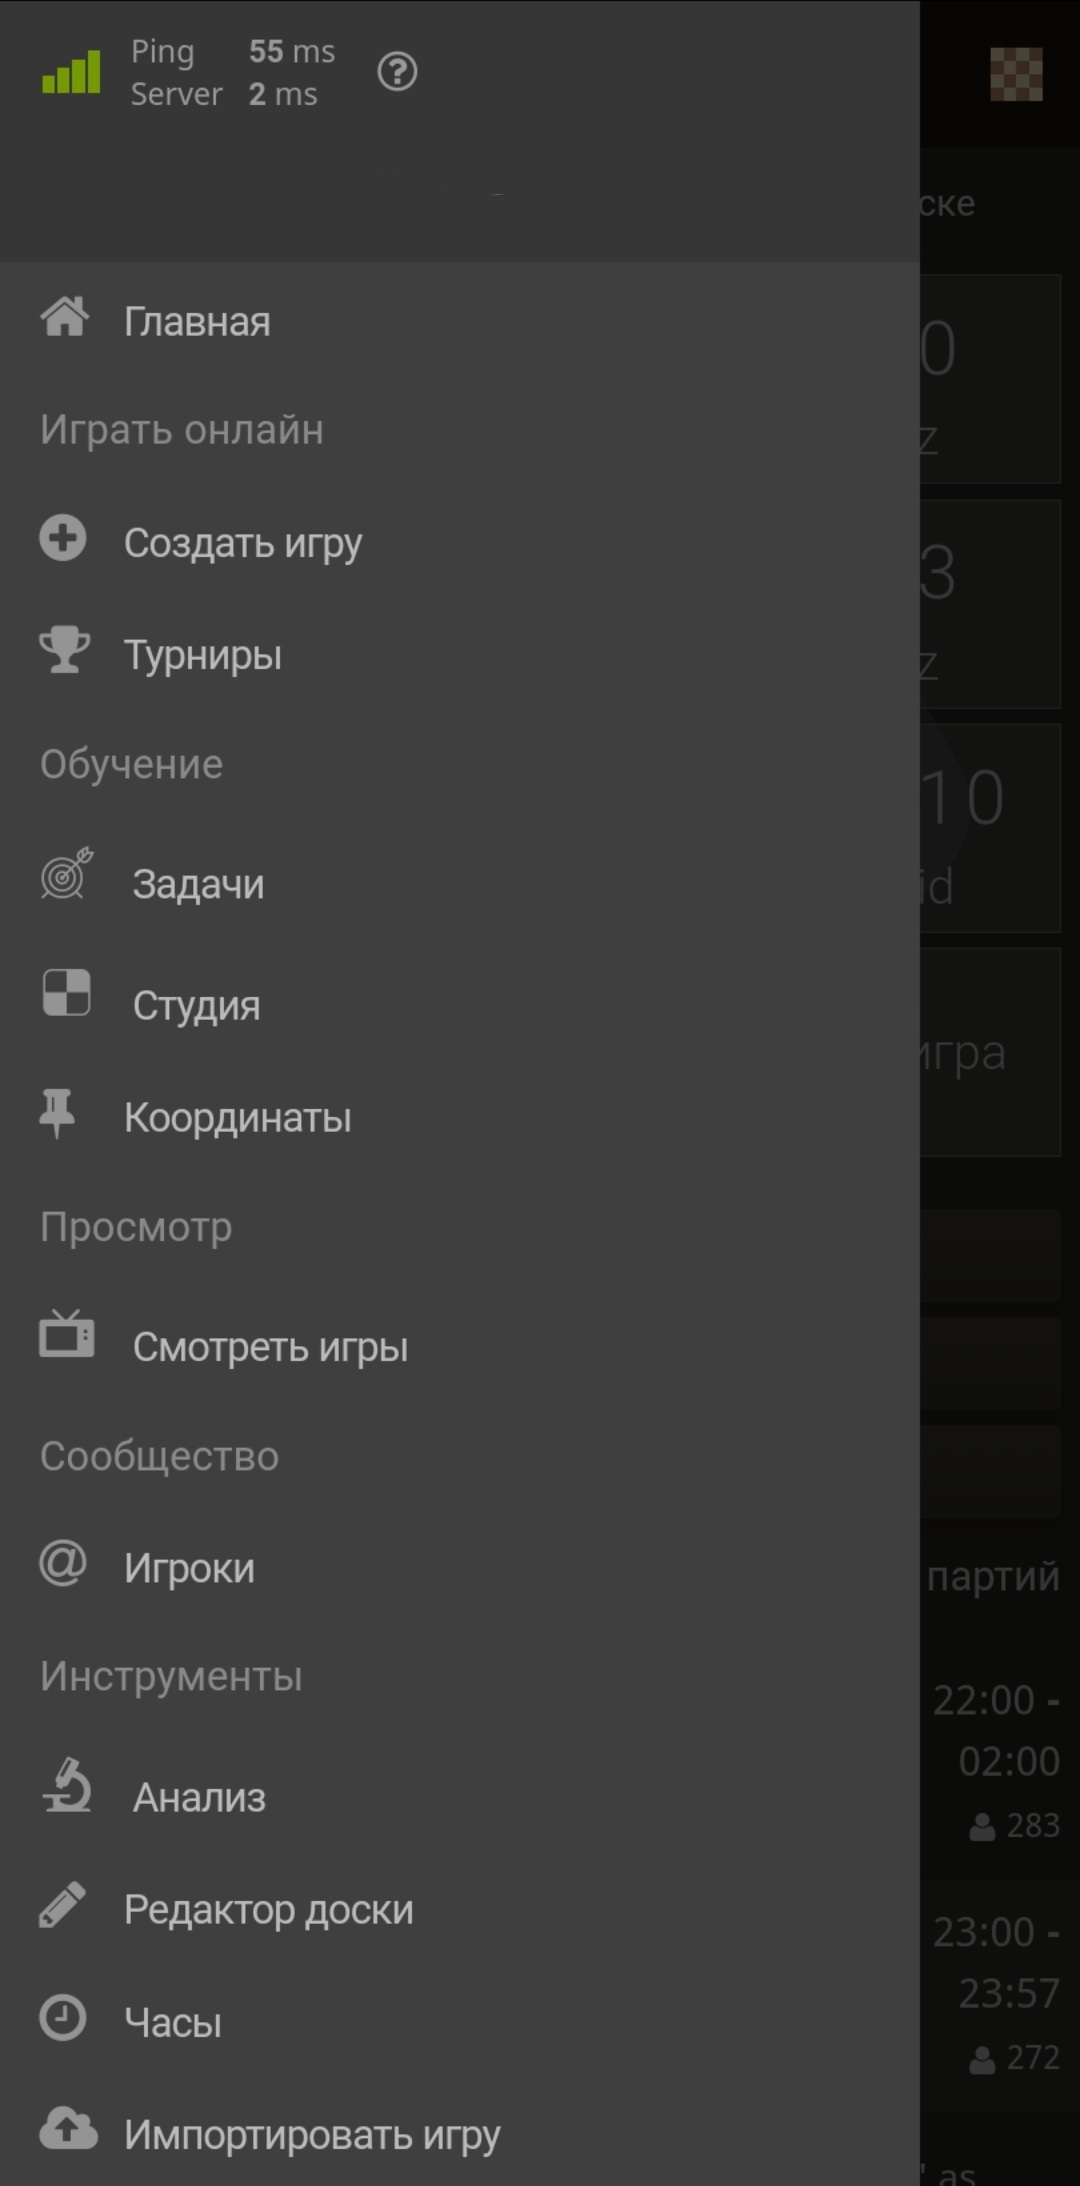 Ping 55 ms
Server 2 ms
Главная
Играть онлайн
Создать игру
Турниры
Обучение
Задачи
Студия
Координаты
Просмотр
Смотреть игры
Сообщество
Игроки
Инструменты
Анализ
Редактор доски
Часы
Импортировать игру
ске
0
z
3
z
10
id
игра
партий
22:00 -
02:00
283
23:00 -
23:57
272
as